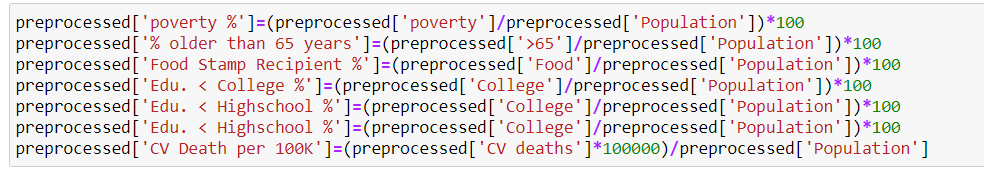 preprocessed['poverty %']=(preprocessed['poverty']/preprocessed['Population'])*100
preprocessed['% older than 65 years']=(preprocessed['>65']/preprocessed['Population'])*100
preprocessed['Food Stamp Recipient %']=(preprocessed['Food']/preprocessed['Population'])*100
preprocessed['Edu. < College %']=(preprocessed['College']/preprocessed['Population'])*100
preprocessed['Edu. < Highschool %']=(preprocessed['College']/preprocessed['Population'])*100
preprocessed['Edu. < Highschool %']=(preprocessed['College']/preprocessed['Population'])*100
preprocessed['CV Death per 100K']=(preprocessed['CV deaths']*100000)/preprocessed['Population']